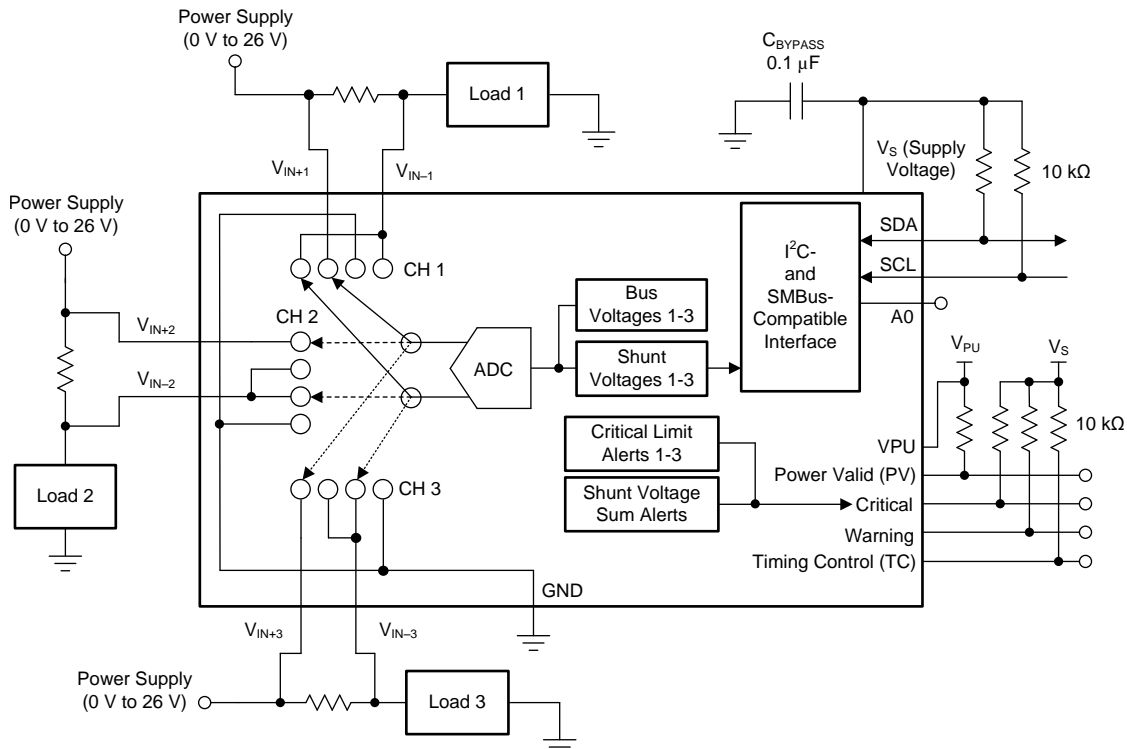 Power Supply
(0 V to 26 V)
Load 1
CBYPASS
0.1 μF
VIN+1
VIN–1
VS (Supply
Voltage)
10 kΩ
Power Supply
(0 V to 26 V)
CH 1
SDA
SCL
A0
I2C-
and
SMBus-
Compatible
Interface
Bus
Voltages 1-3
CH 2
VIN+2
VIN–2
ADC
Shunt
Voltages 1-3
VPU
VS
10 kΩ
Load 2
Critical Limit
Alerts 1-3
Shunt Voltage
Sum Alerts
VPU
Power Valid (PV)
Critical
Warning
Timing Control (TC)
CH 3
GND
VIN+3
VIN–3
Power Supply
(0 V to 26 V)
Load 3